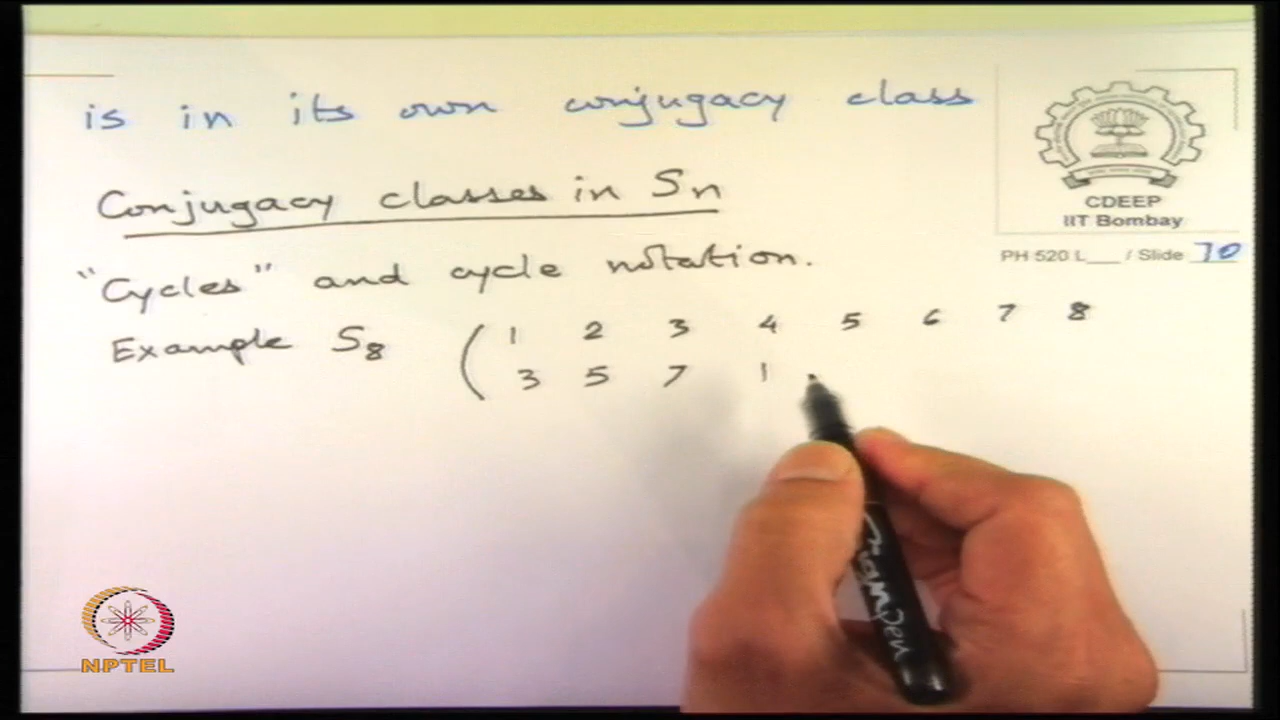 is in its own conjugacy class
Conjugacy classes in Sn
"Cycles" and cycle notation.
Example S8 ( 1 2 3 4 5 6 7 8
3 5 7 1
CDEEP
IIT Bombay
PH 520 L___ / Slide 10
NPTEL